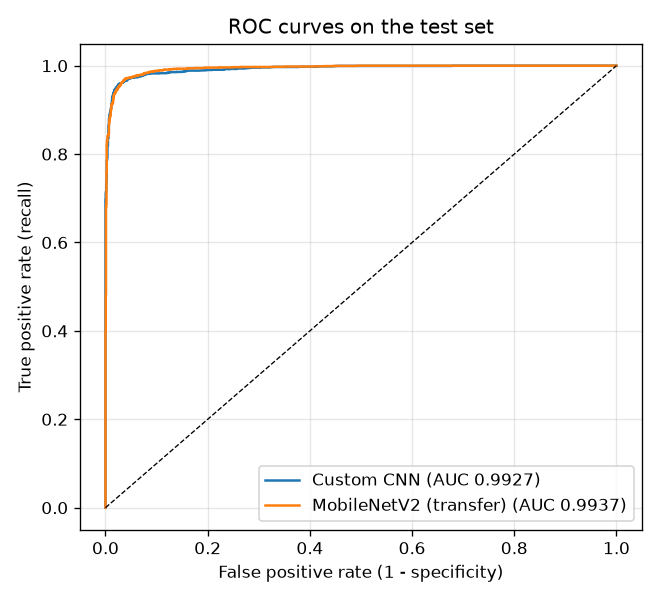 ROC curves on the test set
True positive rate (recall)
1.0
0.8
0.6
0.4
0.2
0.0
Custom CNN (AUC 0.9927)
MobileNetV2 (transfer) (AUC 0.9937)
0.0 0.2 0.4 0.6 0.8 1.0
False positive rate (1 - specificity)